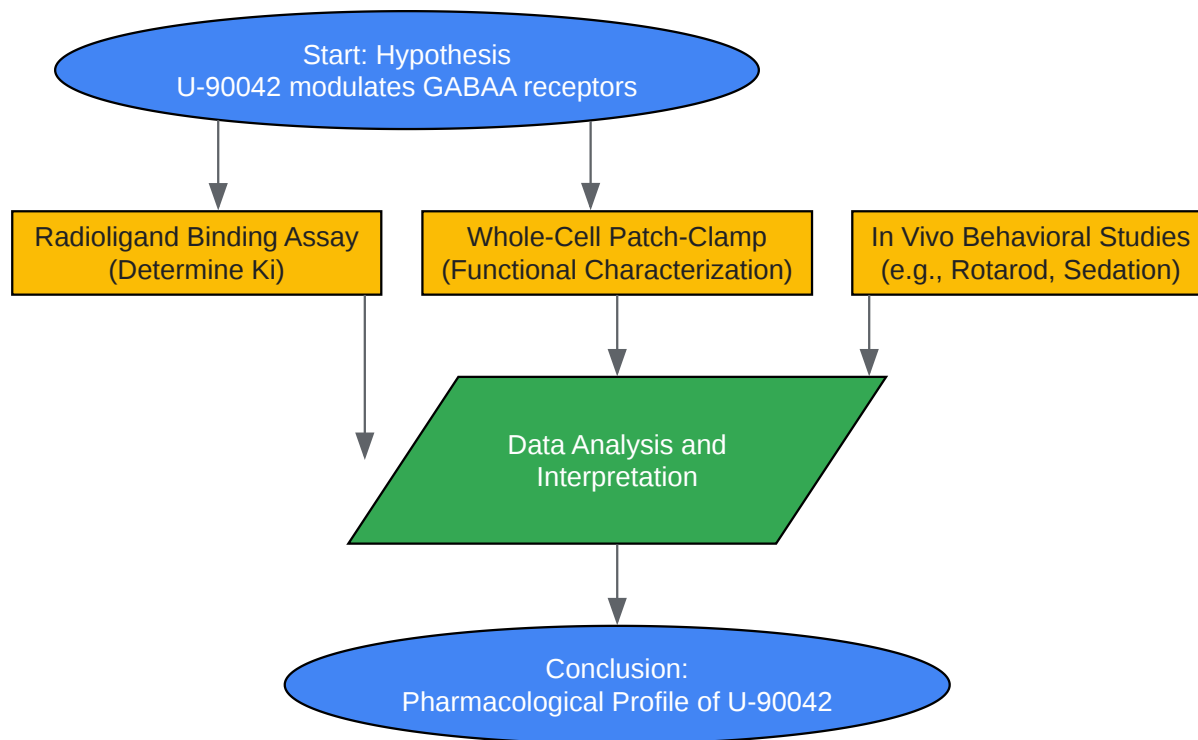 Start: Hypothesis
U-90042 modulates GABAA receptors
Radioligand Binding Assay
(Determine Ki)
Whole-Cell Patch-Clamp
(Functional Characterization)
In Vivo Behavioral Studies
(e.g., Rotarod, Sedation)
Data Analysis and
Interpretation
Conclusion:
Pharmacological Profile of U-90042